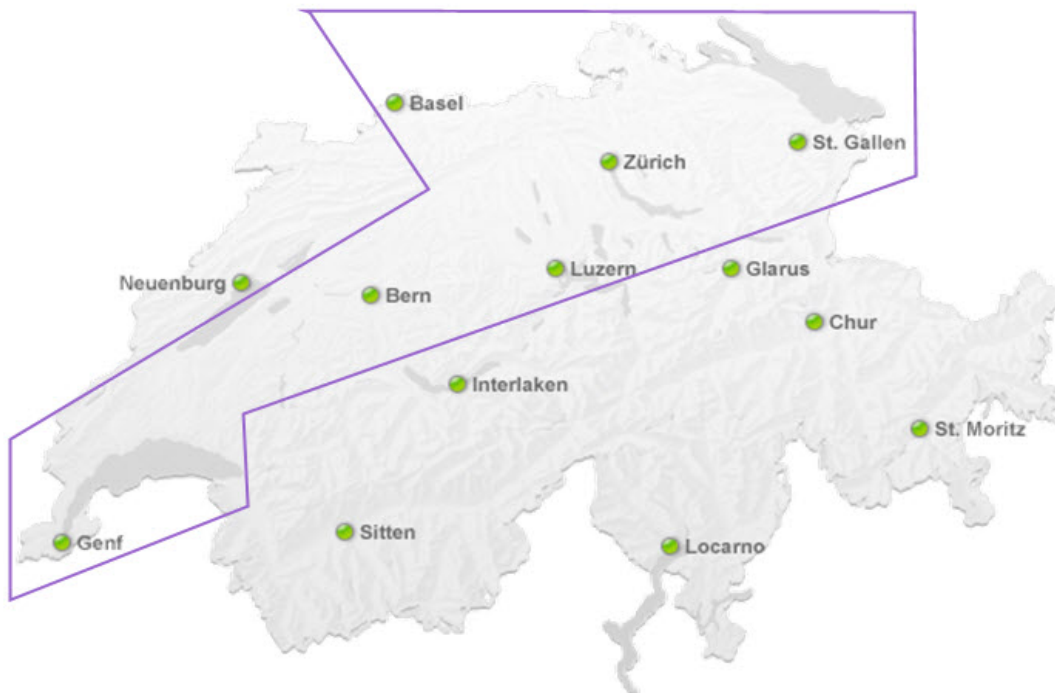 Basel
St. Gallen
Zürich
Neuenburg
Luzern
Glarus
Bern
Chur
Interlaken
St. Moritz
Sitten
Genf
Locarno